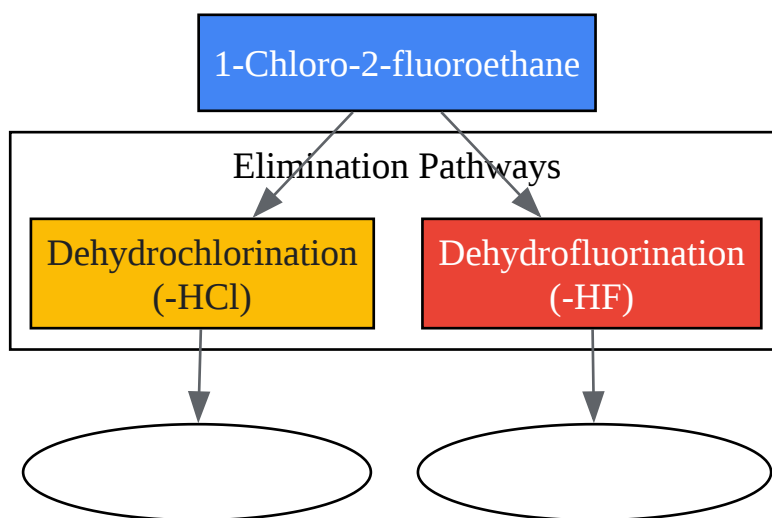 1-Chloro-2-fluoroethane
Elimination Pathways
Dehydrochlorination
(-HCl)
Dehydrofluorination
(-HF)